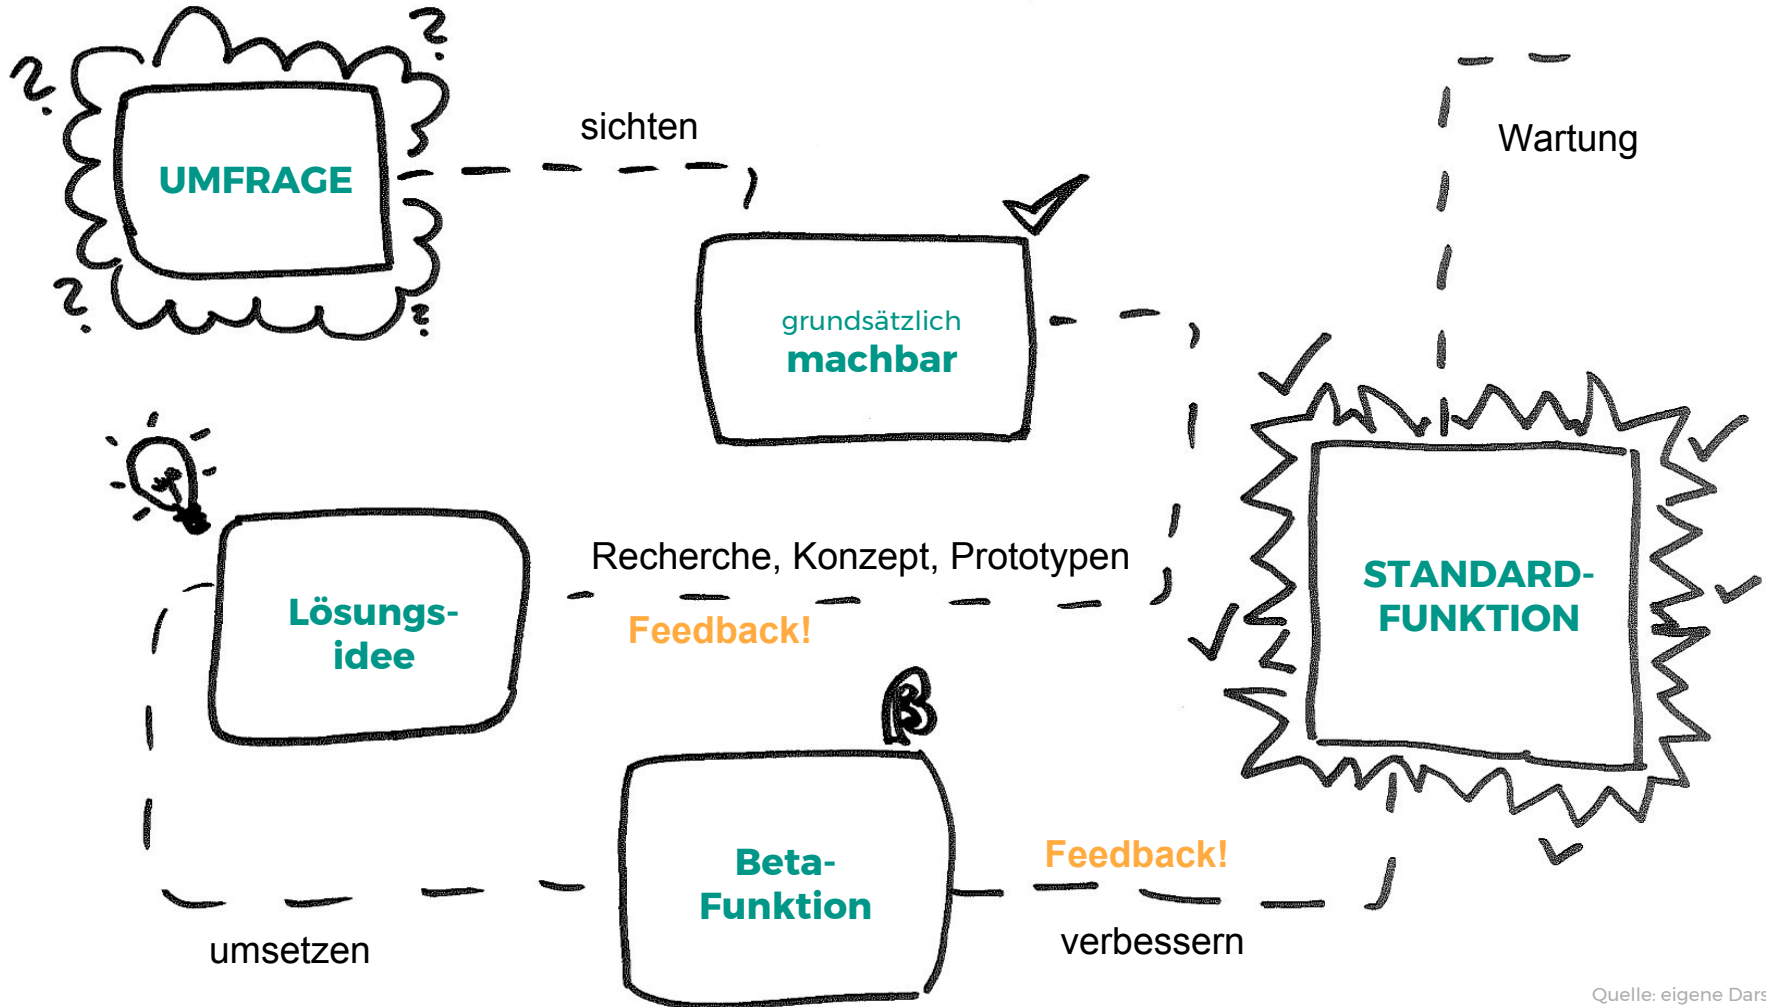 UMFRAGE
sichten
Wartung
grundsätzlich
machbar
Recherche, Konzept, Prototypen
Feedback!
Lösungs-
idee
STANDARD-
FUNKTION
β
Beta-
Funktion
Feedback!
umsetzen
verbessern
Quelle: eigene Dars